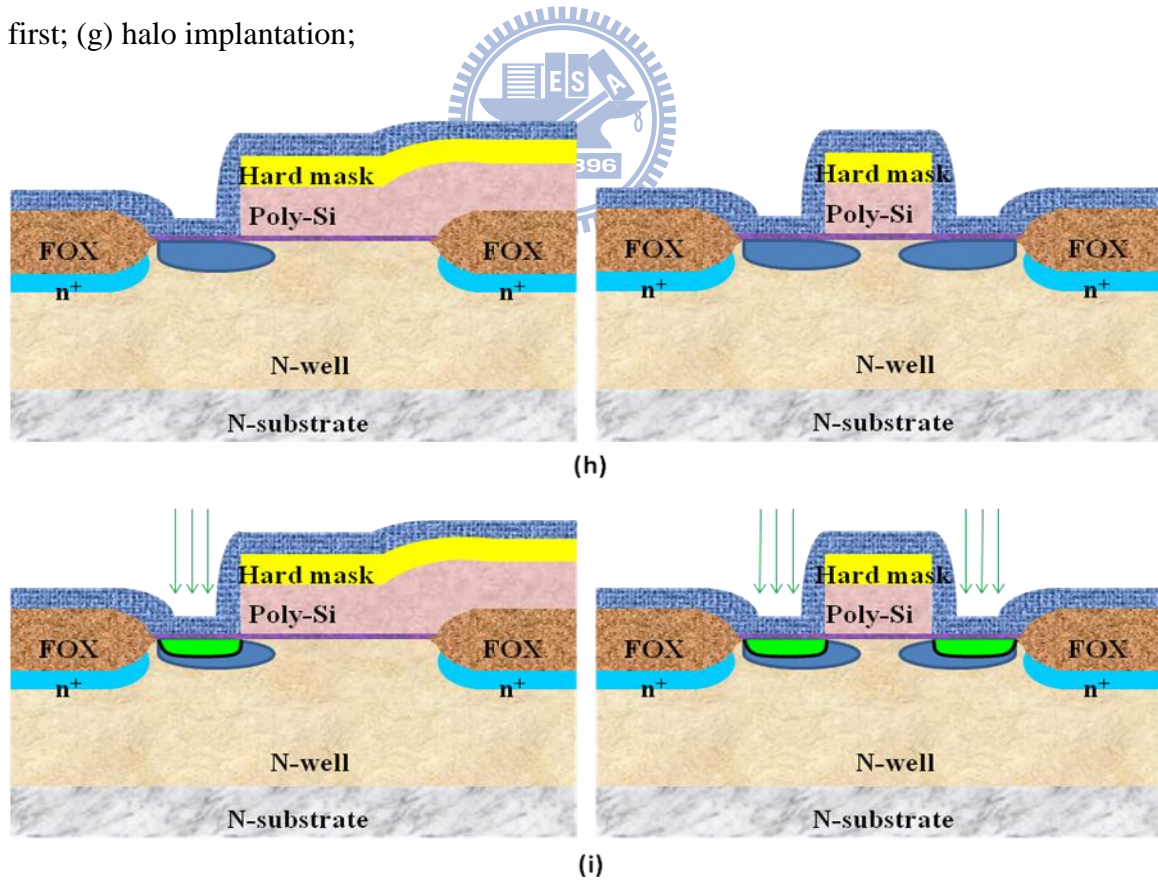 first; (g) halo implantation;
E S A
896
Hard mask
Poly-Si
FOX
FOX
n+
n+
N-well
N-substrate
Hard mask
Poly-Si
FOX
FOX
n+
n+
N-well
N-substrate
(h)
Hard mask
Poly-Si
FOX
FOX
n+
n+
N-well
N-substrate
Hard mask
Poly-Si
FOX
FOX
n+
n+
N-well
N-substrate
(i)